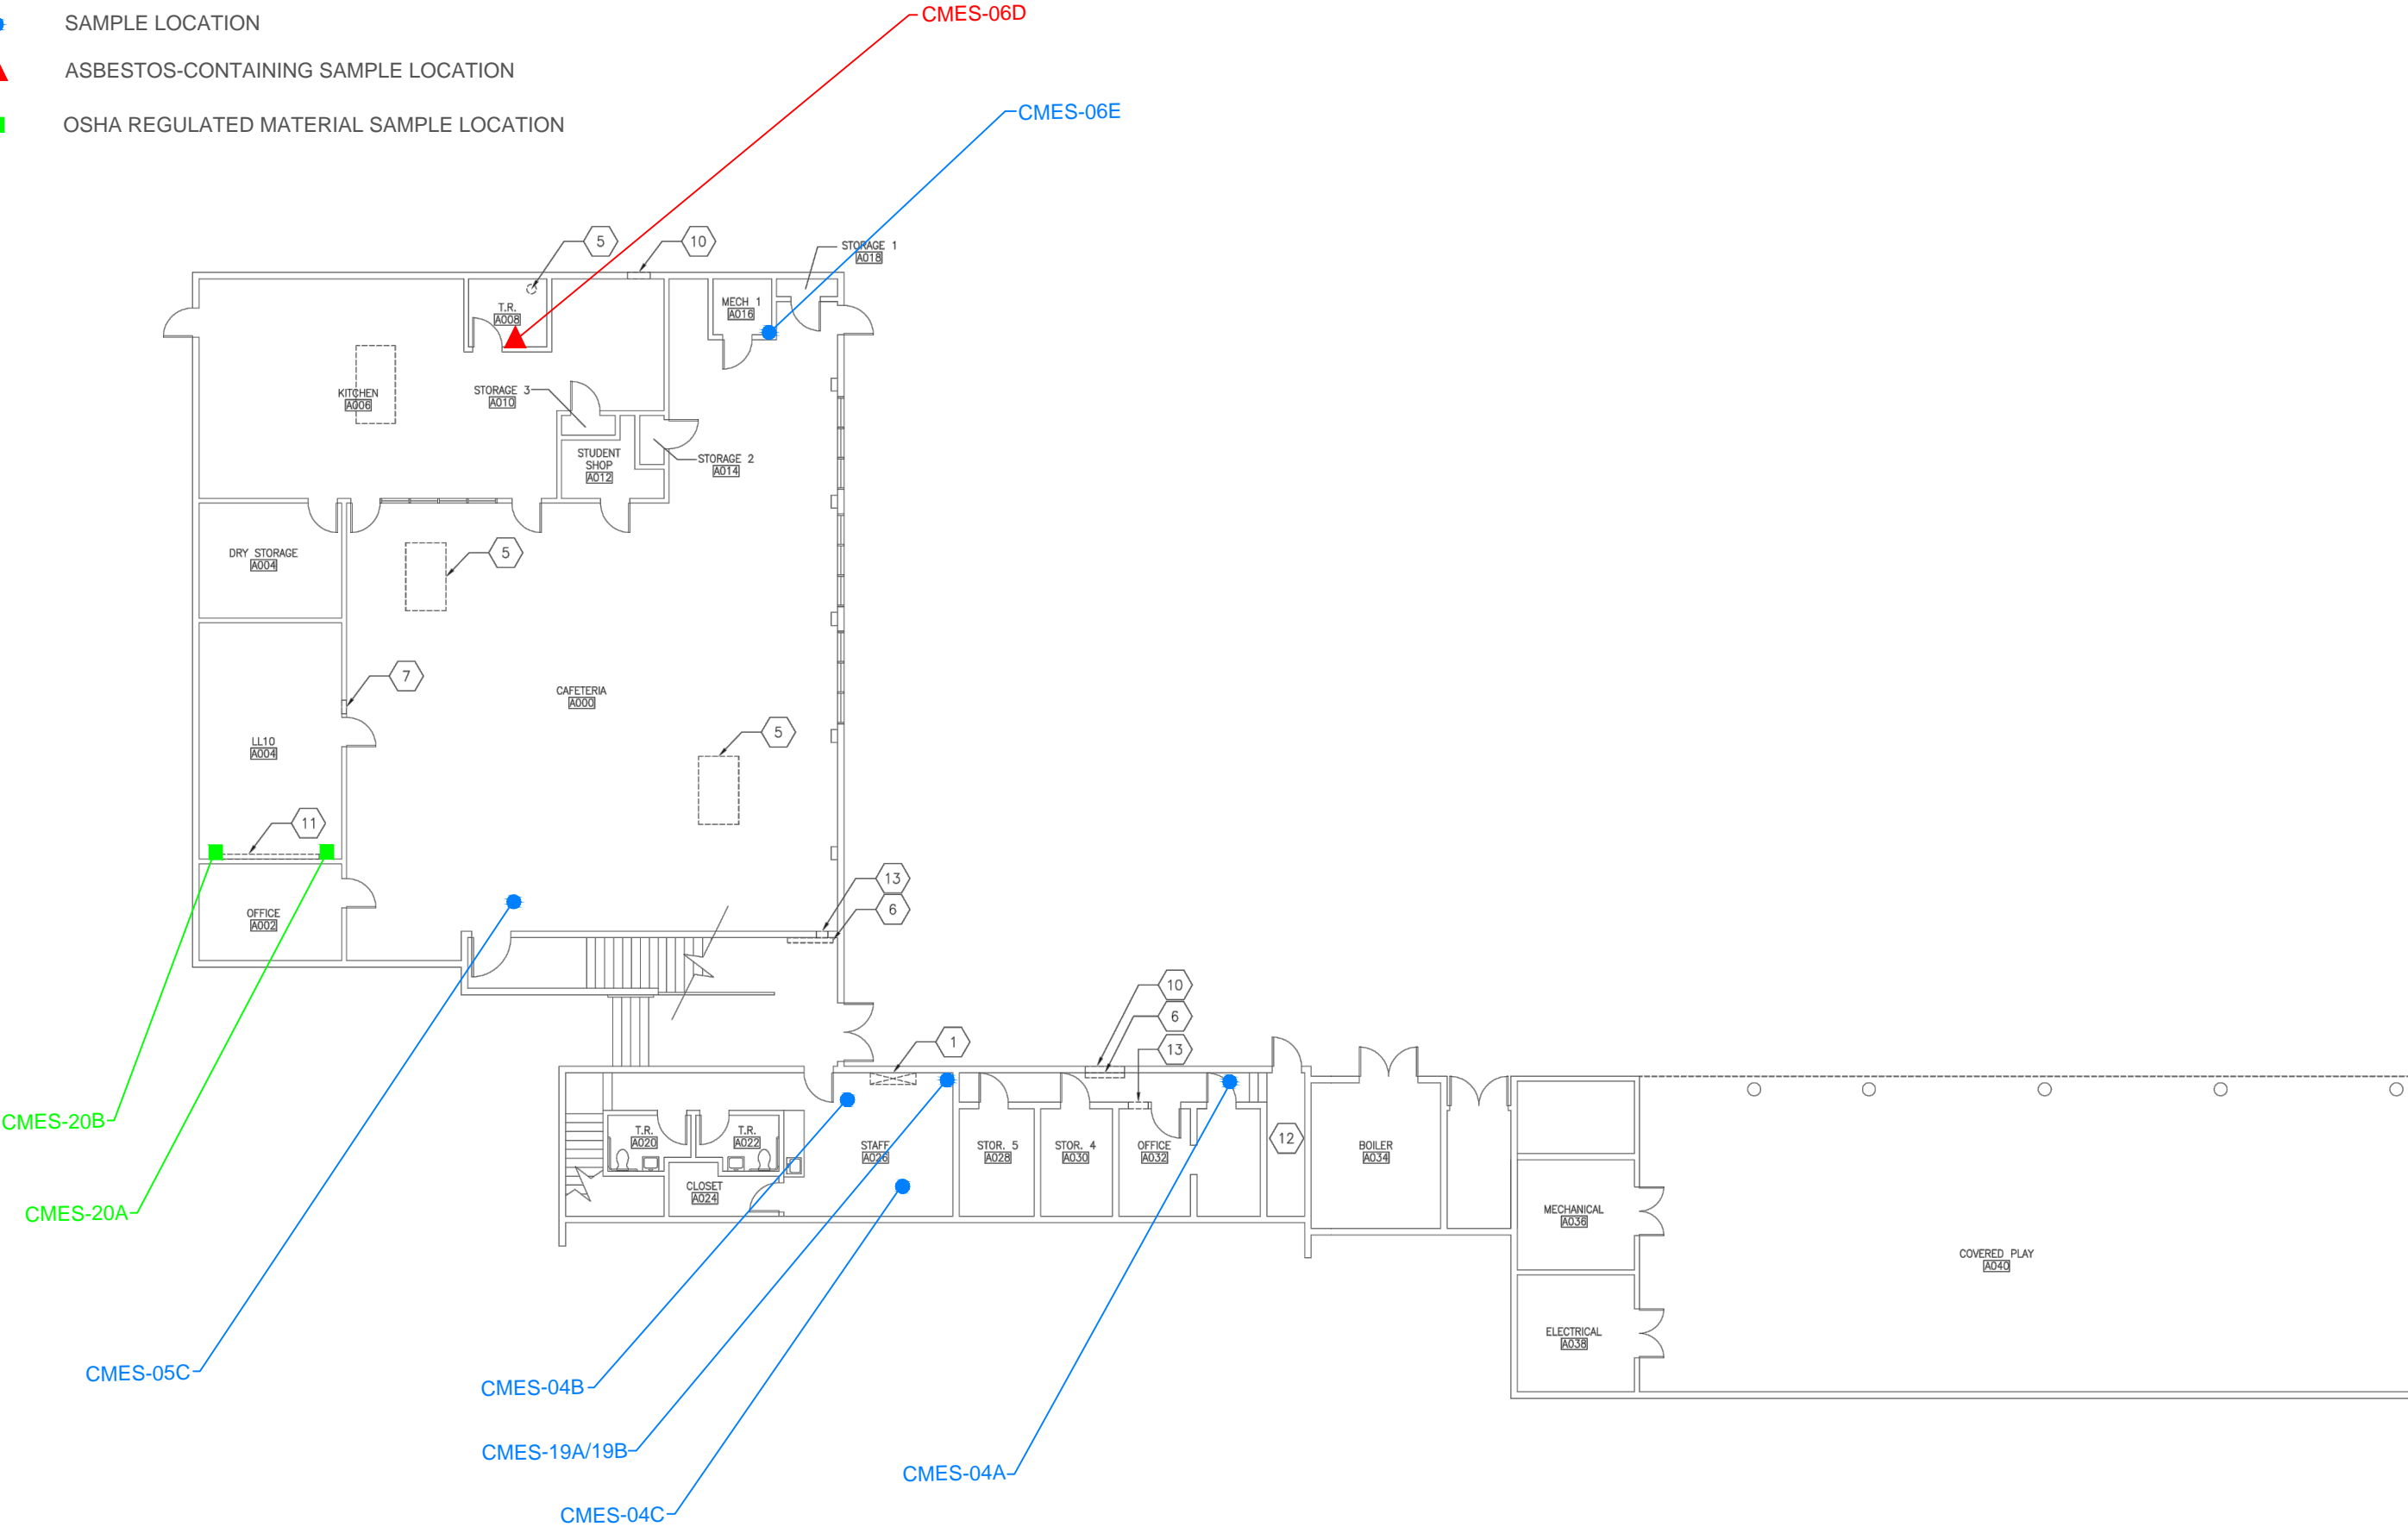 SAMPLE LOCATION
ASBESTOS-CONTAINING SAMPLE LOCATION
OSHA REGULATED MATERIAL SAMPLE LOCATION
CMES-06D
CMES-06E
5
10
STORAGE 1
A018
T.R.
A008
MECH 1
A016
KITCHEN
A006
STORAGE 3
A010
STUDENT
SHOP
A012
STORAGE 2
A014
DRY STORAGE
A004
5
7
CAFETERIA
A000
LL10
A004
5
11
13
6
OFFICE
A002
10
6
13
1
CMES-20B
T.R.
A020
T.R.
A022
STAFF
A026
STOR. 5
A028
STOR. 4
A030
OFFICE
A032
12
BOILER
A034
CLOSET
A024
CMES-20A
MECHANICAL
A036
COVERED PLAY
A040
ELECTRICAL
A038
CMES-05C
CMES-04B
CMES-19A/19B
CMES-04A
CMES-04C